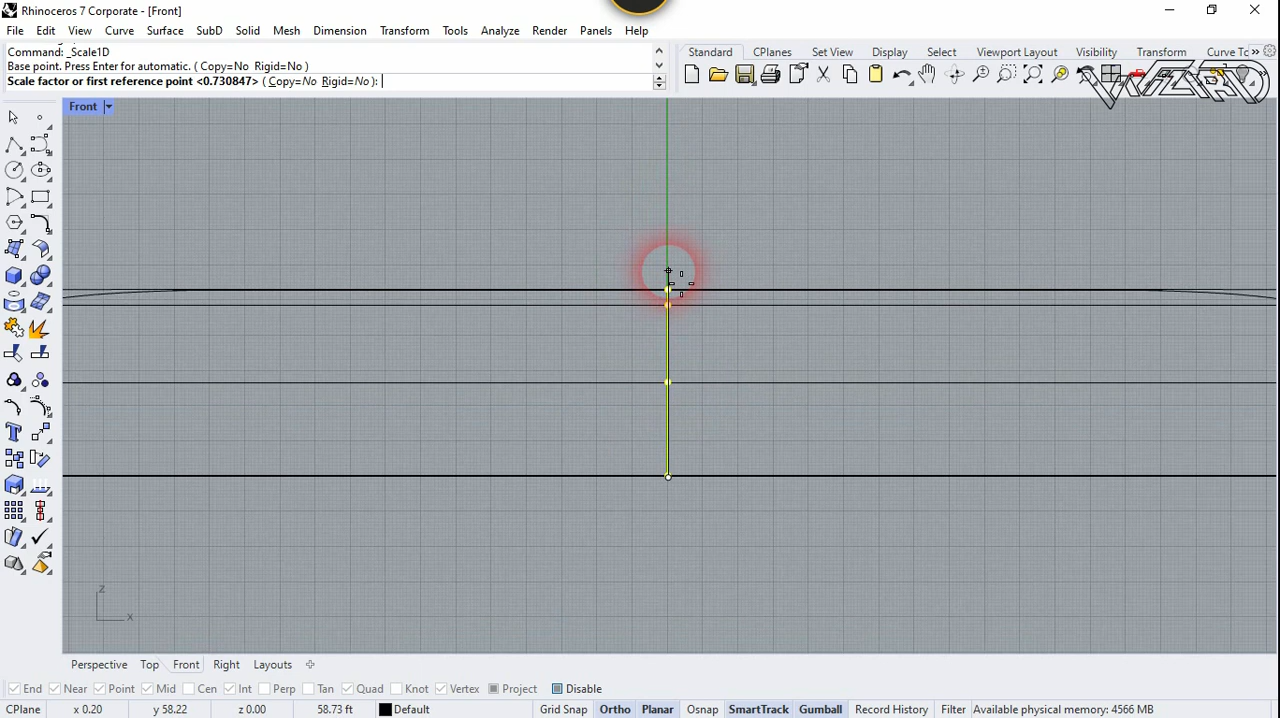 Rhinoceros 7 Corporate - [Front]
File Edit View Curve Surface SubD Solid Mesh Dimension Transform Tools Analyze Render Panels Help
Command: _Scale1D
Base point. Press Enter for automatic. ( Copy=No Rigid=No )
Scale factor or first reference point <0.730847> ( Copy=No Rigid=No ):
Standard CPlanes Set View Display Select Viewport Layout Visibility Transform Curve To
Front
z
x
Perspective Top Front Right Layouts
End Near Point Mid Cen Int Perp Tan Quad Knot Vertex Project Disable
CPlane x 0.20 y 58.22 z 0.00 58.73 ft Default Grid Snap Ortho Planar Osnap SmartTrack Gumball Record History Filter Available physical memory: 4566 MB